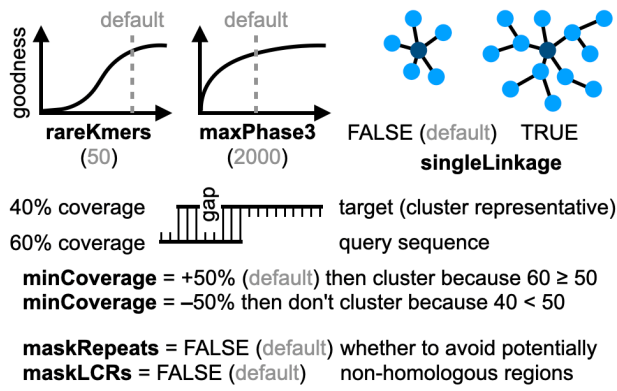 default
default
goodness
rareKmers
(50)
maxPhase3
(2000)
FALSE (default) TRUE
singleLinkage
40% coverage
gap
target (cluster representative)
60% coverage
query sequence
minCoverage = +50% (default) then cluster because 60 ≥ 50
minCoverage = –50% then don't cluster because 40 < 50
maskRepeats = FALSE (default) whether to avoid potentially
maskLCRs = FALSE (default) non-homologous regions